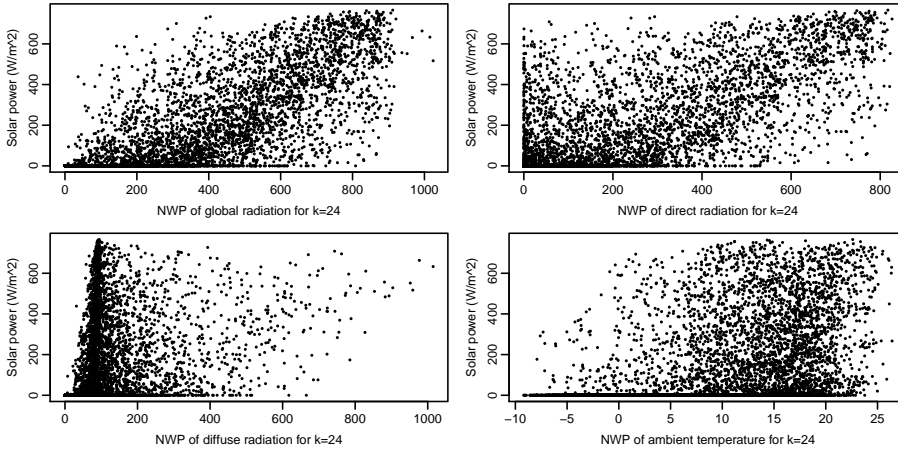 Solar power (W/m^2)
0 200 400 600
0 200 400 600 800 1000
NWP of global radiation for k=24
Solar power (W/m^2)
0 200 400 600
0 200 400 600 800
NWP of direct radiation for k=24
Solar power (W/m^2)
0 200 400 600
0 200 400 600 800 1000
NWP of diffuse radiation for k=24
Solar power (W/m^2)
0 200 400 600
−10 −5 0 5 10 15 20 25
NWP of ambient temperature for k=24